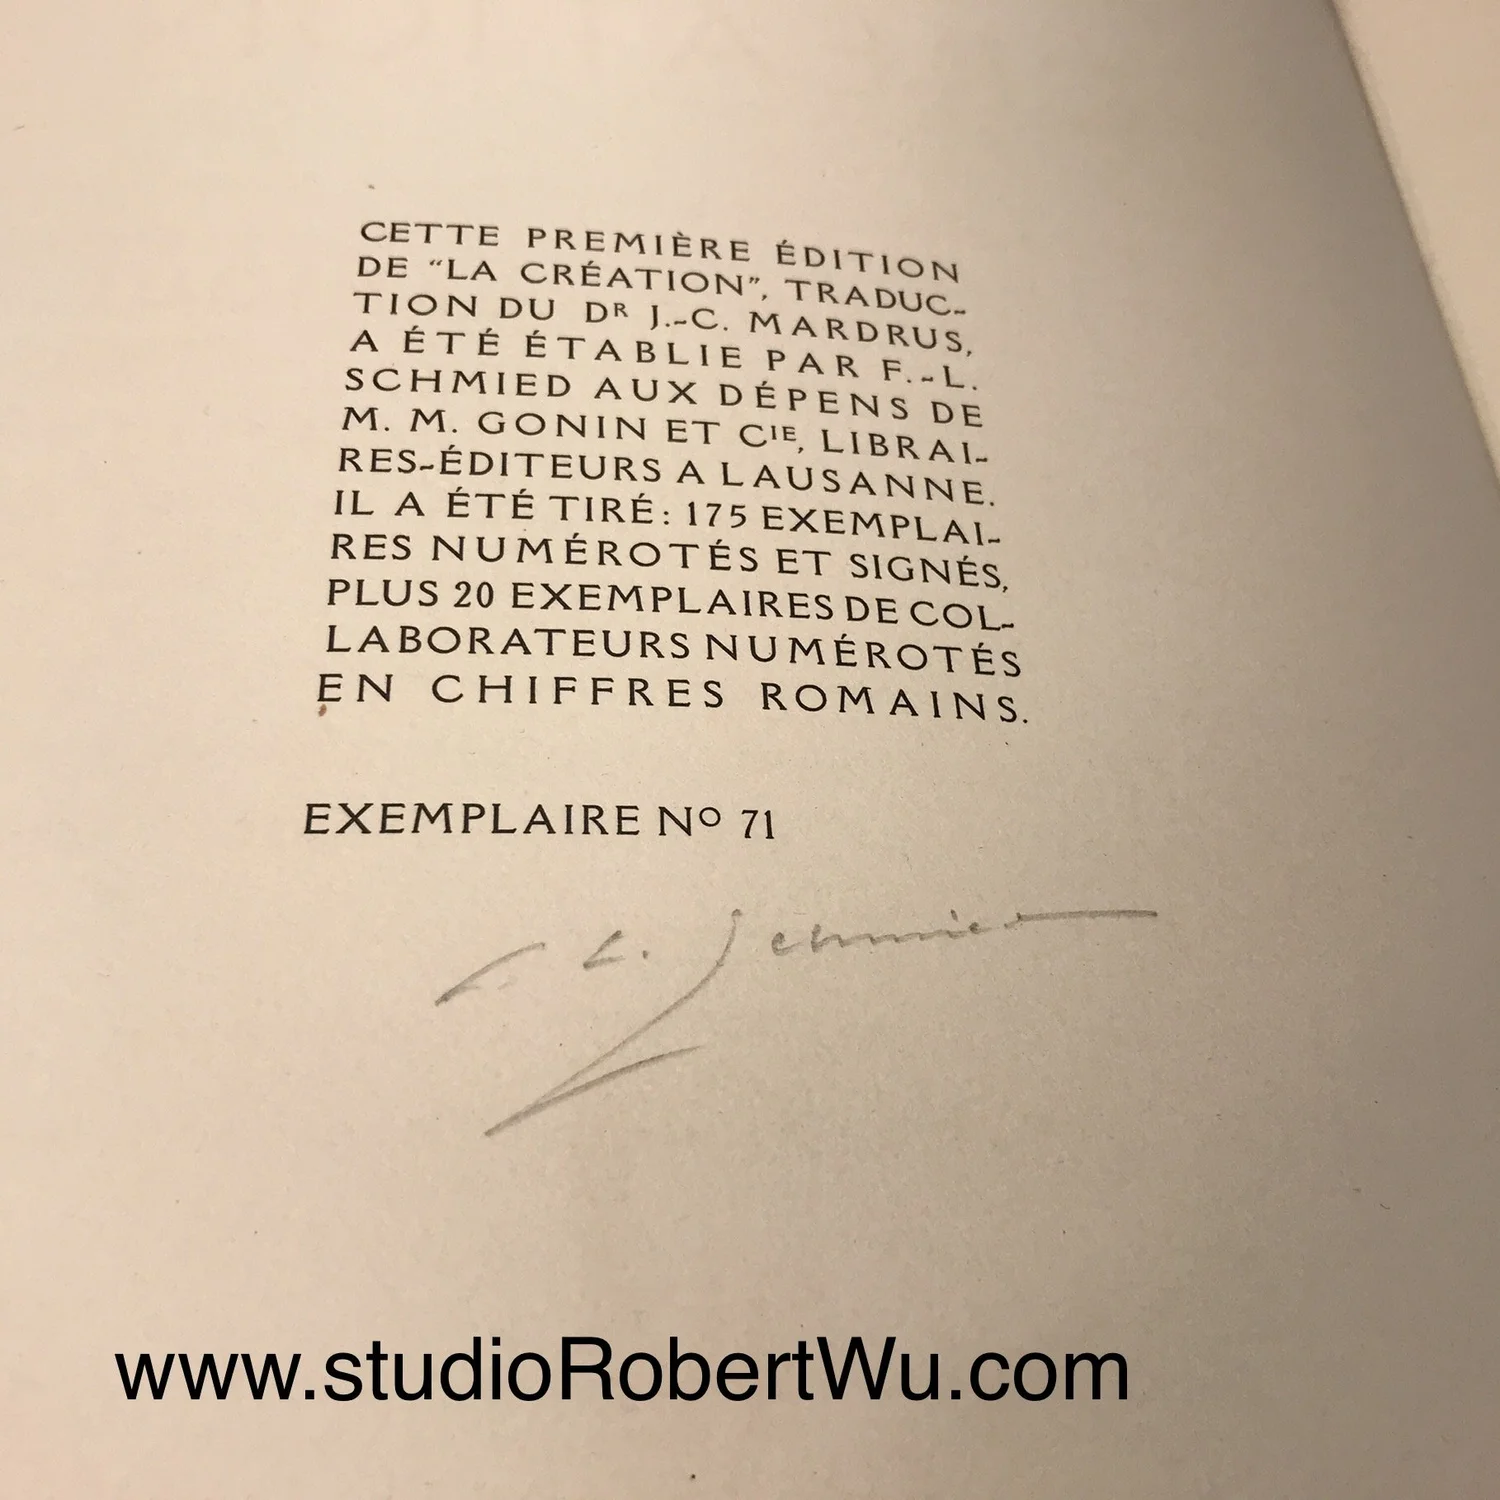 CETTE PREMIÈRE ÉDITION
DE “LA CRÉATION”, TRADUC-
TION DU DR J.-C. MARDRUS,
A ÉTÉ ÉTABLIE PAR F.-L.
SCHMIED AUX DÉPENS DE
M. M. GONIN ET CIE, LIBRAI-
RES-ÉDITEURS A LAUSANNE.
IL A ÉTÉ TIRÉ: 175 EXEMPLAI-
RES NUMÉROTÉS ET SIGNÉS,
PLUS 20 EXEMPLAIRES DE COL-
LABORATEURS NUMÉROTÉS
EN CHIFFRES ROMAINS.
EXEMPLAIRE NO 71
F. L. Schmied
www.studioRobertWu.com